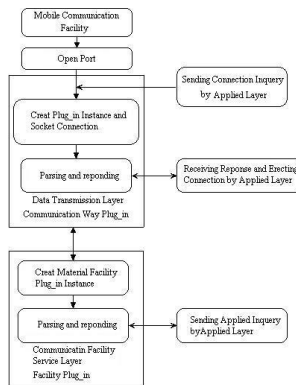 Mobile Communication
Facility
Open Port
Sending Connection Inquery
by Applied Layer
Creat Plug_in Instance and
Socket Connection
Parsing and reponding
Receiving Reponse and Erecting
Connection by Applied Layer
Data Transmission Layer
Communication Way Plug_in
Creat Material Facility
Plug_in Instance
Parsing and reponding
Sending Applied Inquery
byApplied Layer
Communicatin Facility
Service Layer
Facility Plug_in